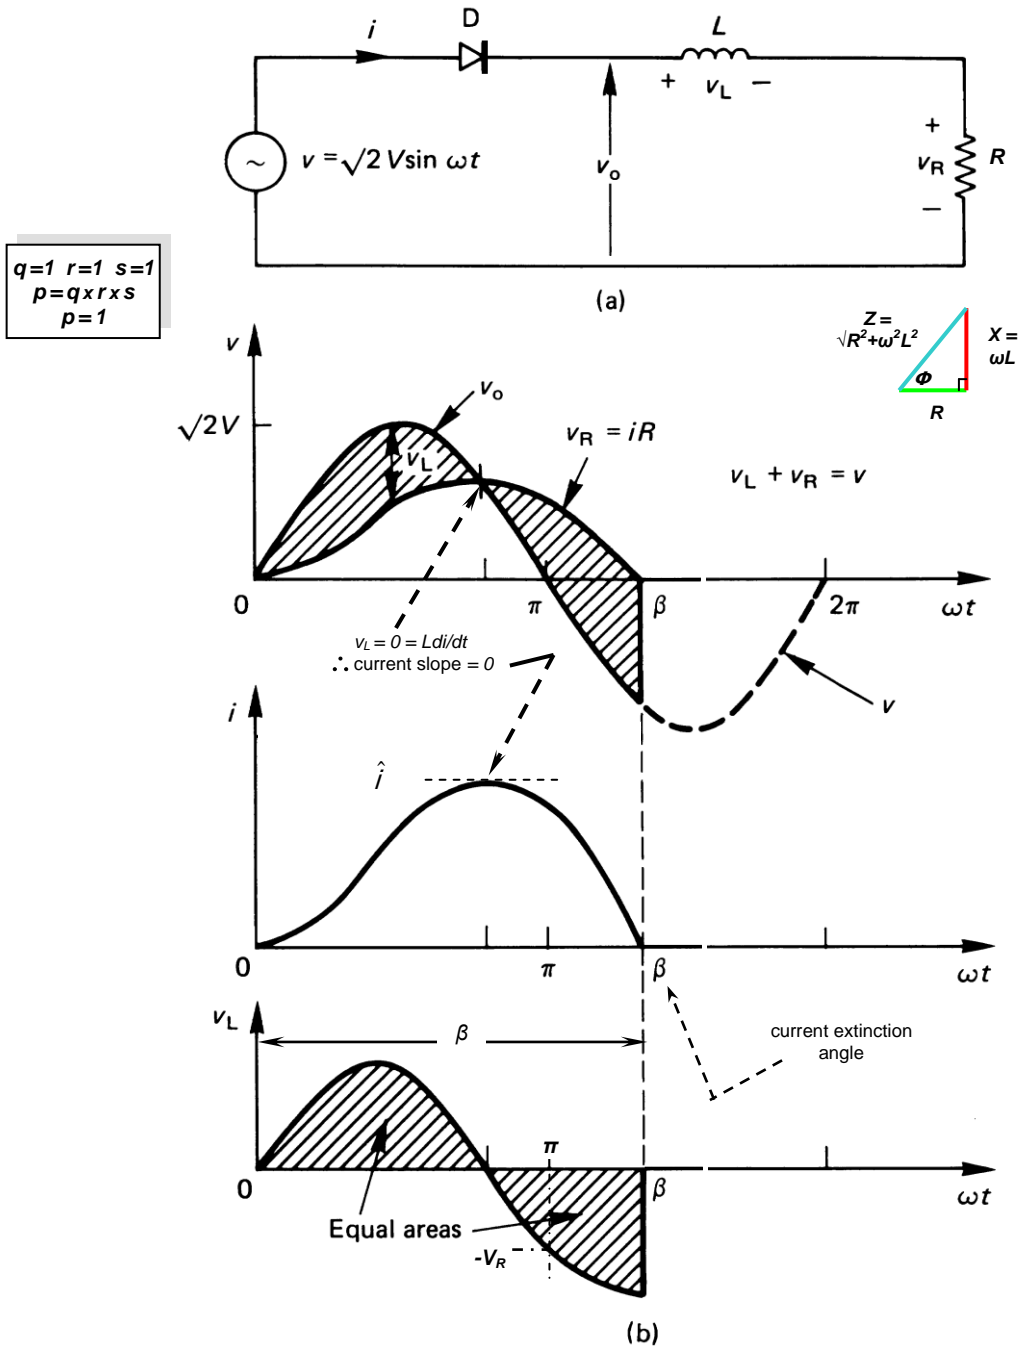 i
D
L
+ vL −
v = √2 V sin ωt
vo
+
vR
−
R
(a)
q=1 r=1 s=1
p=q x r x s
p=1
Z =
√R²+ω²L²
X =
ωL
Φ
R
v
√2 V
vo
vL
vR = iR
vL + vR = v
0
π
β
2π
ωt
vL = 0 = Ldi/dt
∴ current slope = 0
v
i
î
0
π
β
ωt
vL
β
current extinction
angle
π
0
β
ωt
Equal areas
-VR
(b)